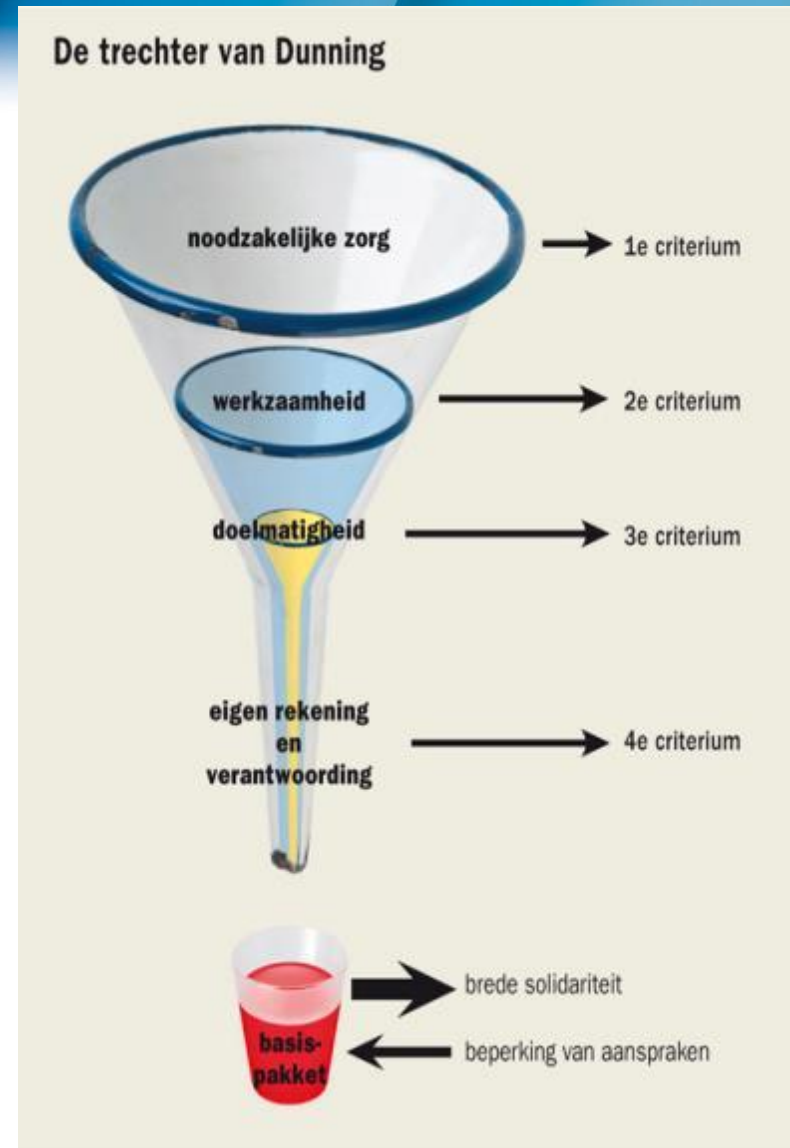 De trechter van Dunning
noodzakelijke zorg
1e criterium
werkzaamheid
2e criterium
doelmatigheid
3e criterium
eigen rekening
en
verantwoording
4e criterium
brede solidariteit
basis-
pakket
beperking van aanspraken